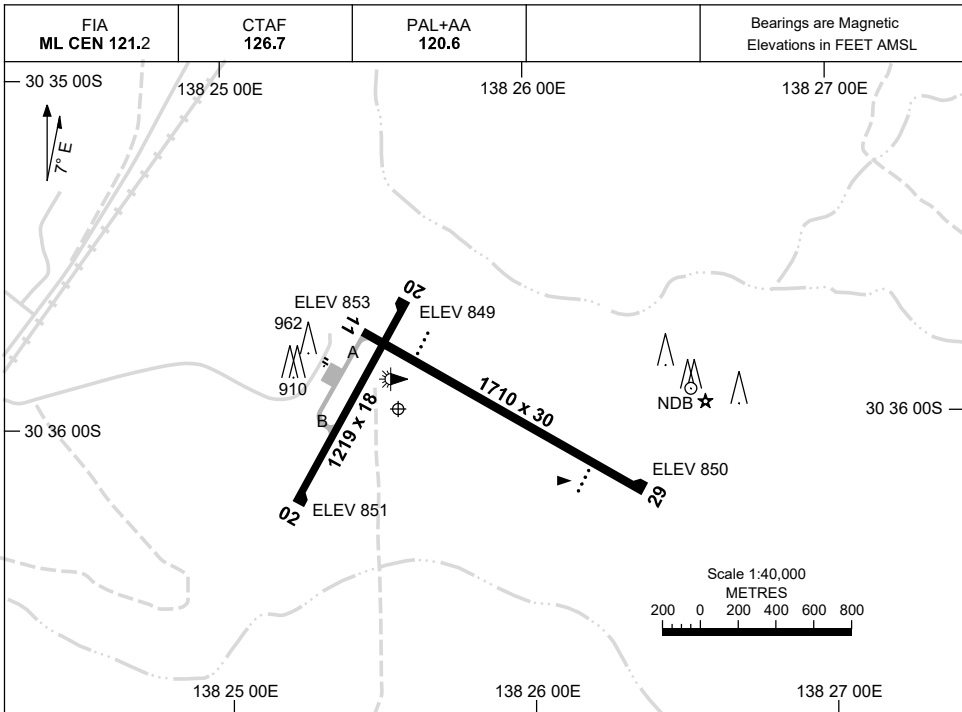 FIA
ML CEN 121.2
CTAF
126.7
PAL+AA
120.6
Bearings are Magnetic
Elevations in FEET AMSL
30 35 00S
138 25 00E
138 26 00E
138 27 00E
7° E
20
ELEV 853
ELEV 849
11
962
A
910
1710 x 30
NDB
30 36 00S
B
1219 x 18
30 36 00S
ELEV 850
29
02
ELEV 851
Scale 1:40,000
METRES
200 0 200 400 600 800
138 25 00E
138 26 00E
138 27 00E